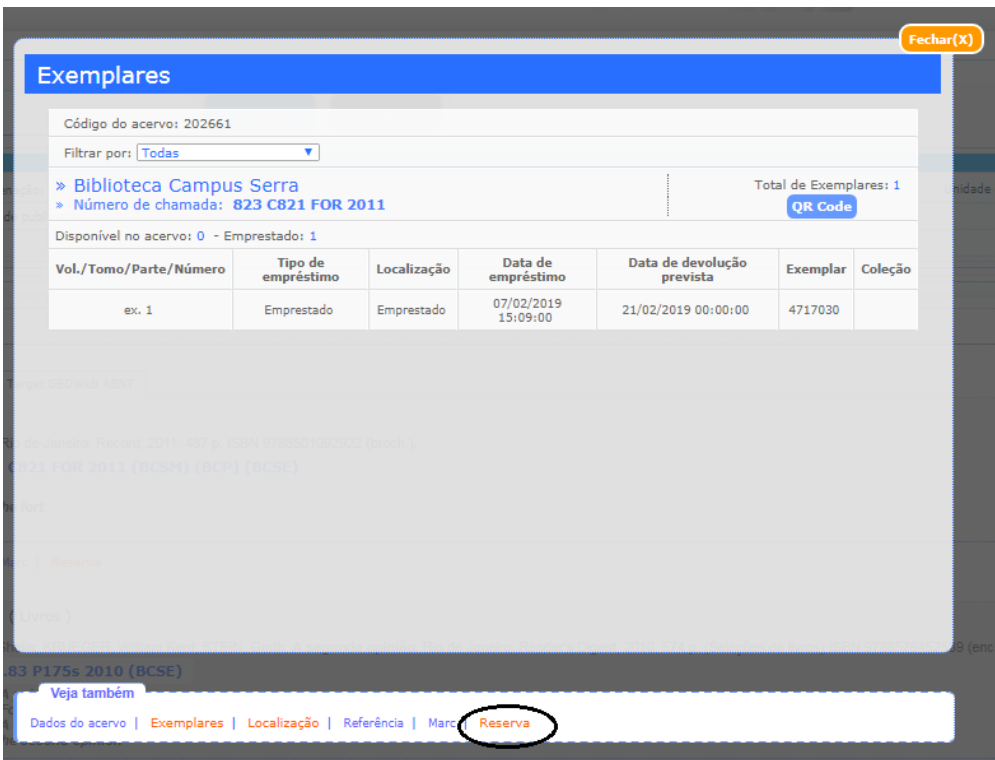 Fechar(X)
Exemplares
Código do acervo: 202661
Filtrar por: Todas
» Biblioteca Campus Serra
Total de Exemplares: 1
» Número de chamada: 823 C821 FOR 2011
QR Code
Disponível no acervo: 0 - Emprestado: 1
Vol./Tomo/Parte/Número Tipo de empréstimo Localização Data de empréstimo Data de devolução prevista Exemplar Coleção
ex. 1 Emprestado Emprestado 07/02/2019 15:09:00 21/02/2019 00:00:00 4717030
C821 FOR 2011 (BCSM) (BCP) (BCSE)
( Livros )
.83 P175s 2010 (BCSE)
Veja também
Dados do acervo | Exemplares | Localização | Referência | Marc | Reserva